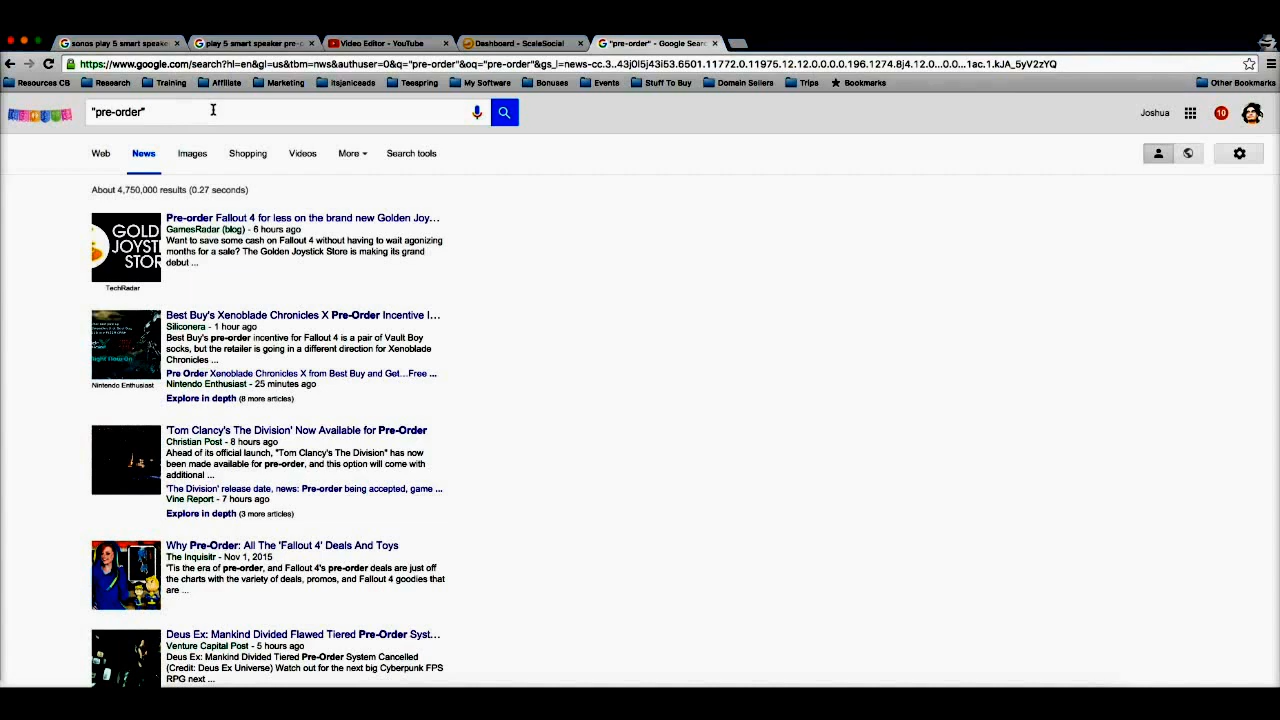 sonos play 5 smart speake
play 5 smart speaker pre-o
Video Editor - YouTube
Dashboard - ScaleSocial
"pre-order" - Google Searc
https://www.google.com/search?hl=en&gl=us&tbm=nws&authuser=0&q="pre-order"&oq="pre-order"&gs_l=news-cc.3..43j0l5j43i53.6501.11772.0.11975.12.12.0.0.0.0.196.1274.8j4.12.0...0.0...1ac.1.kJA_5yV2zYQ
Resources CB
Research
Training
Affiliate
Marketing
itsjaniceads
Teespring
My Software
Bonuses
Events
Stuff To Buy
Domain Sellers
Trips
Bookmarks
Other Bookmarks
"pre-order"
Joshua
10
Web
News
Images
Shopping
Videos
More
Search tools
About 4,750,000 results (0.27 seconds)
GOLD
JOYST
STOR
TechRadar
Pre-order Fallout 4 for less on the brand new Golden Joy...
GamesRadar (blog) - 6 hours ago
Want to save some cash on Fallout 4 without having to wait agonizing
months for a sale? The Golden Joystick Store is making its grand
debut ...
Nintendo Enthusiast
Best Buy's Xenoblade Chronicles X Pre-Order Incentive I...
Siliconera - 1 hour ago
Best Buy's pre-order incentive for Fallout 4 is a pair of Vault Boy
socks, but the retailer is going in a different direction for Xenoblade
Chronicles ...
Pre Order Xenoblade Chronicles X from Best Buy and Get...Free ...
Nintendo Enthusiast - 25 minutes ago
Explore in depth (8 more articles)
'Tom Clancy's The Division' Now Available for Pre-Order
Christian Post - 8 hours ago
Ahead of its official launch, "Tom Clancy's The Division" has now
been made available for pre-order, and this option will come with
additional ...
'The Division' release date, news: Pre-order being accepted, game ...
Vine Report - 7 hours ago
Explore in depth (3 more articles)
Why Pre-Order: All The 'Fallout 4' Deals And Toys
The Inquisitr - Nov 1, 2015
'Tis the era of pre-order, and Fallout 4's pre-order deals are just off
the charts with the variety of deals, promos, and Fallout 4 goodies that
are ...
Deus Ex: Mankind Divided Flawed Tiered Pre-Order Syst...
Venture Capital Post - 5 hours ago
Deus Ex: Mankind Divided Tiered Pre-Order System Cancelled
(Credit: Deus Ex Universe) Watch out for the next big Cyberpunk FPS
RPG next ...